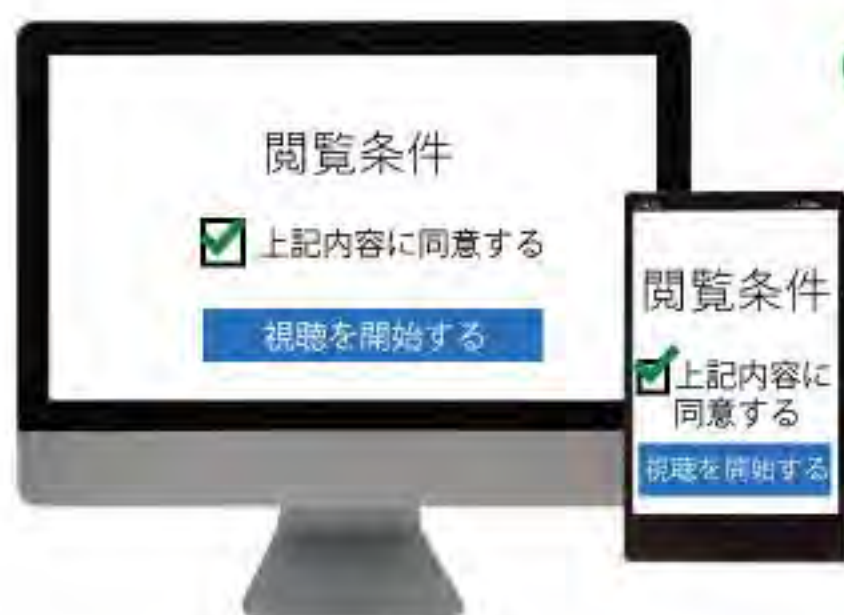 閲覧条件
上記内容に同意する
視聴を開始する
閲覧条件
上記内容に
同意する
視聴を開始する